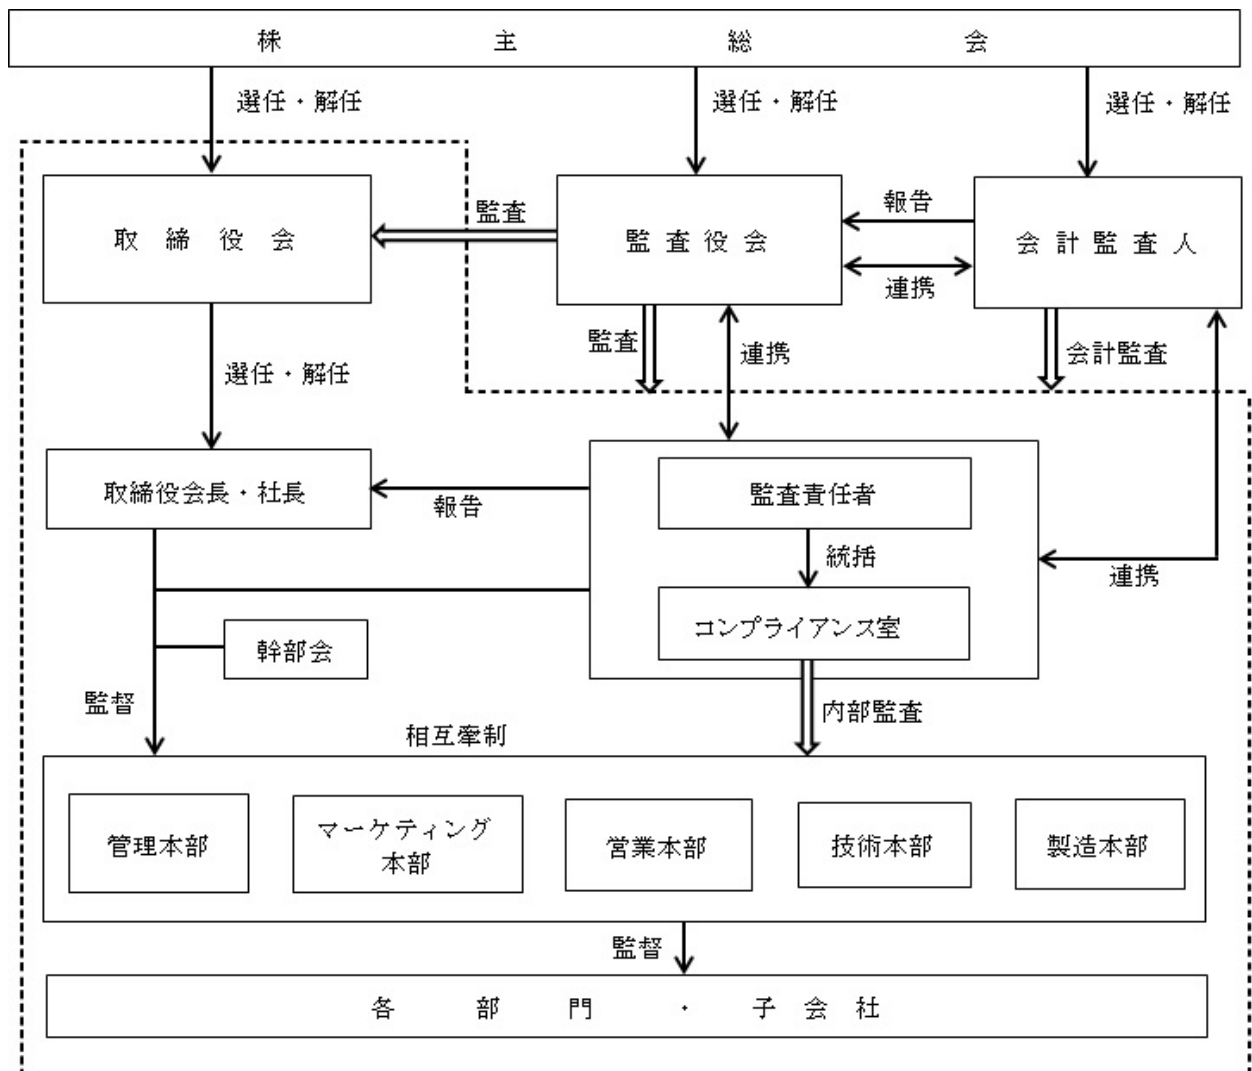 株主総会
選任・解任
選任・解任
選任・解任
取締役会
監査
監査役会
報告
連携
会計監査人
選任・解任
監査
連携
会計監査
取締役会長・社長
報告
監査責任者
統括
コンプライアンス室
連携
幹部会
監督
内部監査
相互牽制
管理本部
マーケティング
本部
営業本部
技術本部
製造本部
監督
各部門・子会社